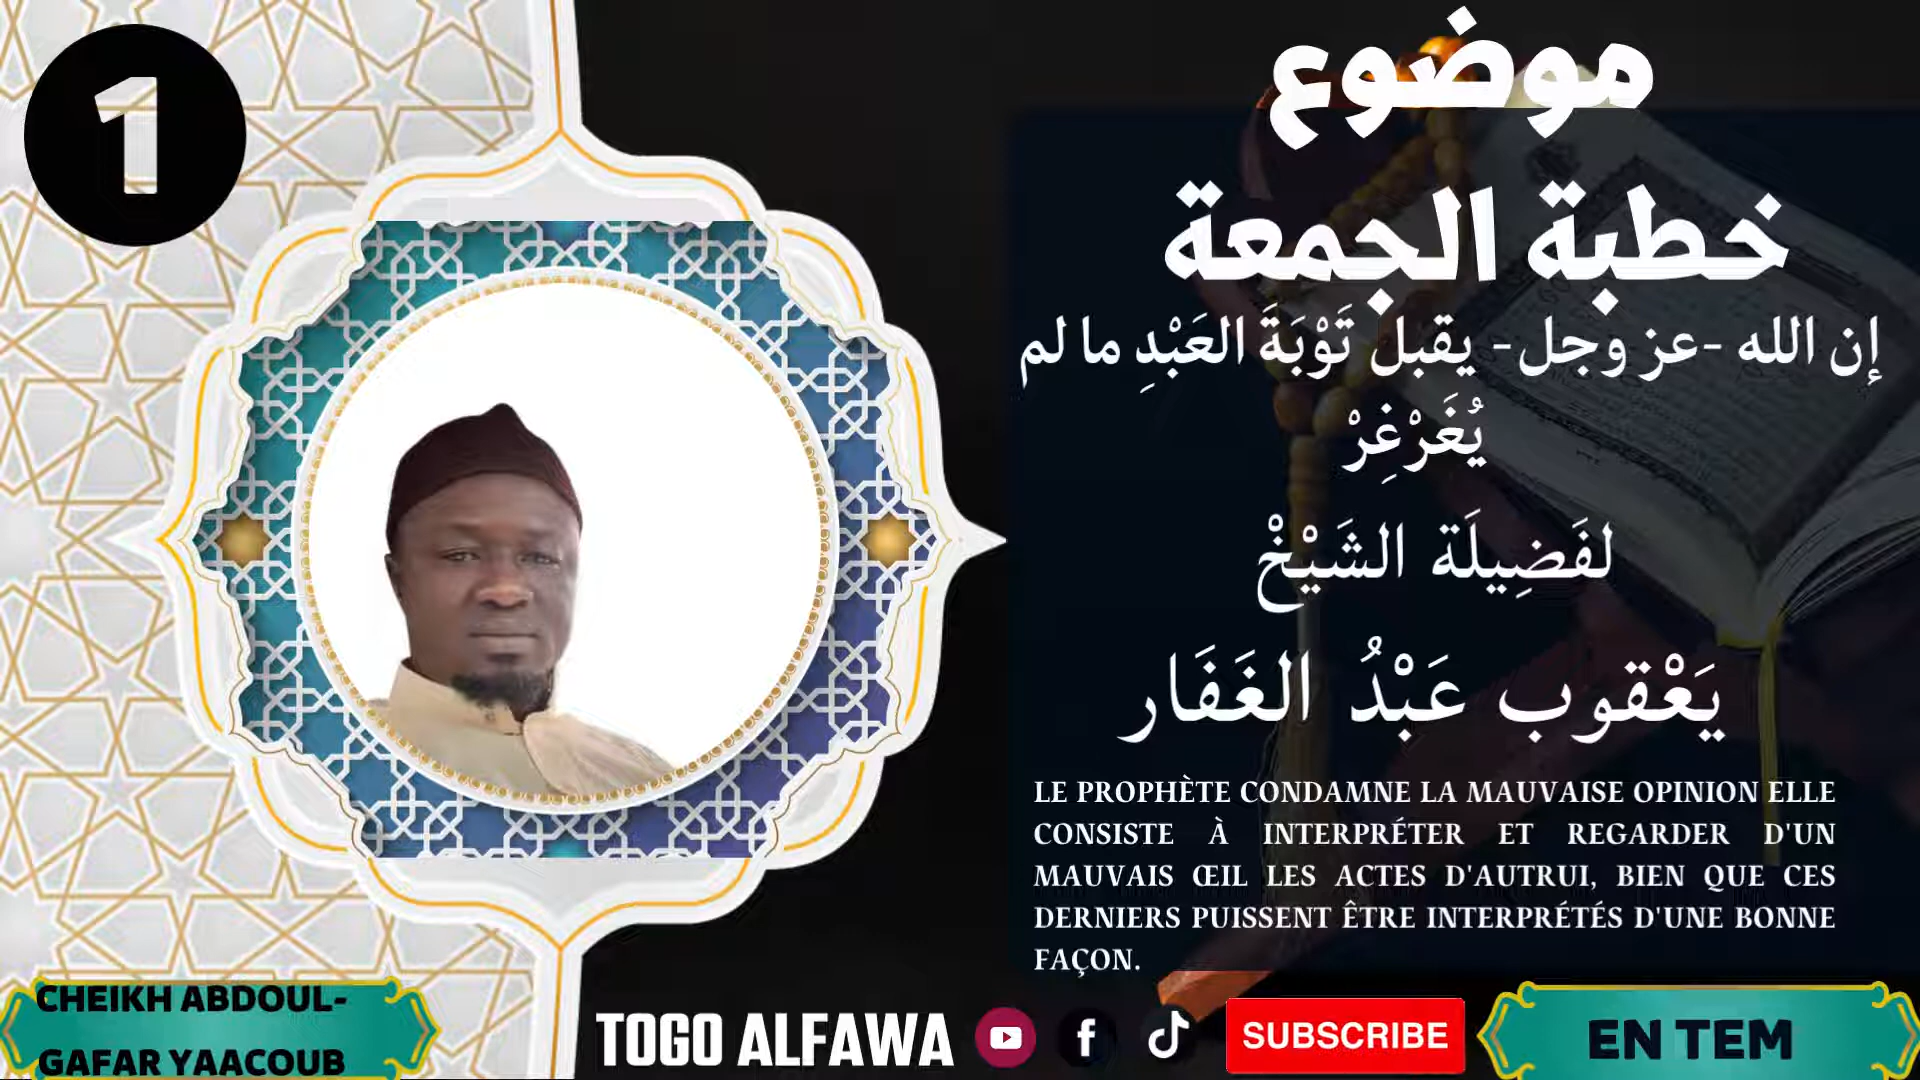 1
موضوع
خطبة الجمعة
إن الله -عز وجل- يقبل تَوْبَةَ العَبْدِ ما لم
يُغَرْغِرْ
لفَضِيلَة الشَيْخْ
يَعْقوب عَبْدُ الغَفَار
LE PROPHÈTE CONDAMNE LA MAUVAISE OPINION ELLE
CONSISTE À INTERPRÉTER ET REGARDER D'UN
MAUVAIS ŒIL LES ACTES D'AUTRUI, BIEN QUE CES
DERNIERS PUISSENT ÊTRE INTERPRÉTÉS D'UNE BONNE
FAÇON.
CHEIKH ABDOUL-
GAFAR YAACOUB
TOGO ALFAWA
SUBSCRIBE
EN TEM